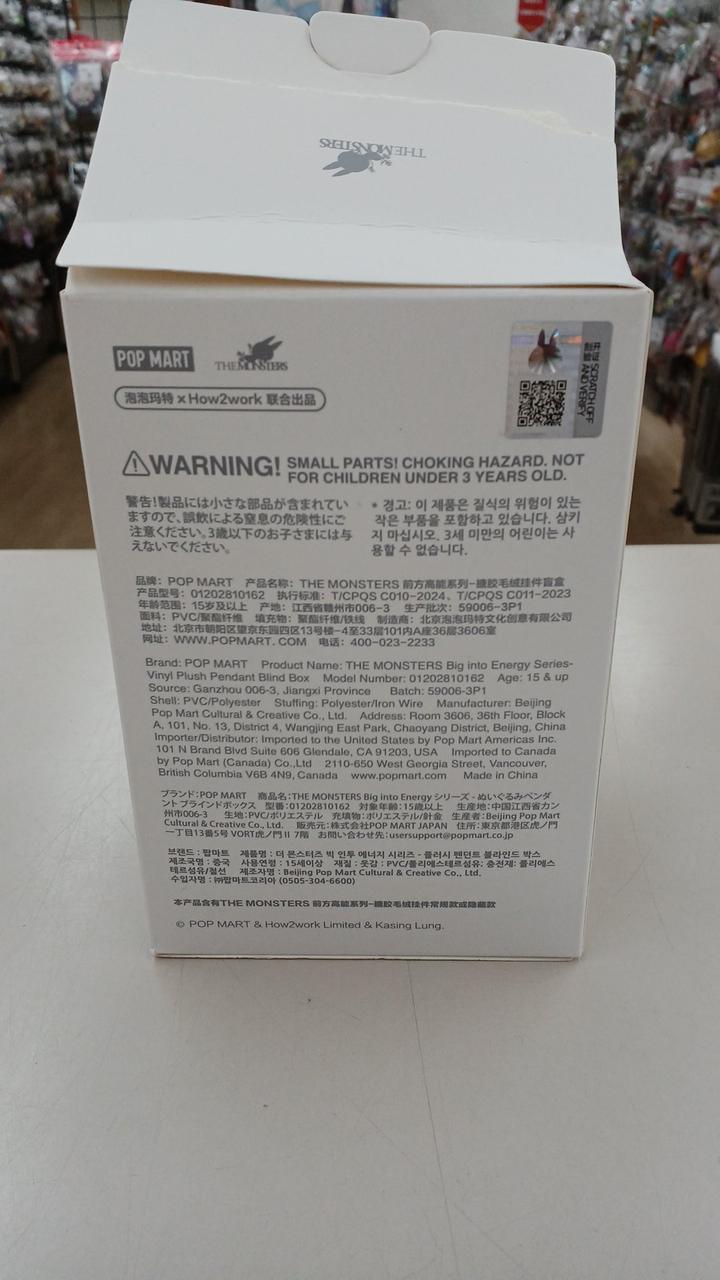 THE MONSTERS
POP MART
THE MONSTERS
泡泡玛特 x How2work 联合出品
SCRATCH OFF
AND VERIFY
WARNING! SMALL PARTS! CHOKING HAZARD. NOT
FOR CHILDREN UNDER 3 YEARS OLD.
警告!製品には小さな部品が含まれてい
ますので、誤飲による窒息の危険性にご
注意ください。3歳以下のお子さまには与
えないでください。
* 경고: 이 제품은 질식의 위험이 있는
작은 부품을 포함하고 있습니다. 삼키
지 마십시오. 3세 미만의 어린이는 사
용할 수 없습니다.
品牌：POP MART 产品名称：THE MONSTERS 前方高能系列-搪胶毛绒挂件盲盒
产品型号：01202810162 执行标准：T/CPQS C010-2024、T/CPQS C011-2023
年龄范围：15岁及以上 产地：江西省赣州市006-3 生产批次：59006-3P1
面料：PVC/聚酯纤维 填充物：聚酯纤维/铁线 制造商：北京泡泡玛特文化创意有限公司
地址：北京市朝阳区望京东园四区13号楼-4至33层101内A座36层3606室
网址：WWW.POPMART.COM 电话：400-023-2233
Brand: POP MART Product Name: THE MONSTERS Big into Energy Series-
Vinyl Plush Pendant Blind Box Model Number: 01202810162 Age: 15 & up
Source: Ganzhou 006-3, Jiangxi Province Batch: 59006-3P1
Shell: PVC/Polyester Stuffing: Polyester/Iron Wire Manufacturer: Beijing
Pop Mart Cultural & Creative Co., Ltd. Address: Room 3606, 36th Floor, Block
A, 101, No. 13, District 4, Wangjing East Park, Chaoyang District, Beijing, China
Importer/Distributor: Imported to the United States by Pop Mart Americas Inc.
101 N Brand Blvd Suite 606 Glendale, CA 91203, USA Imported to Canada
by Pop Mart (Canada) Co.,Ltd 2110-650 West Georgia Street, Vancouver,
British Columbia V6B 4N9, Canada www.popmart.com Made in China
ブランド：POP MART 商品名：THE MONSTERS Big into Energy シリーズ - ぬいぐるみペンダ
ント ブラインドボックス 型番：01202810162 対象年齢：15歳以上 生産地：中国江西省カン
州市006-3 生地：PVC/ポリエステル 充填物：ポリエステル/針金 生産者：Beijing Pop Mart
Cultural & Creative Co., Ltd. 販売元：株式会社POP MART JAPAN 住所：東京都港区虎ノ門
一丁目13番5号 VORT虎ノ門Ⅱ 7階 お問い合わせ先：usersupport@popmart.co.jp
브랜드 : 팝마트 제품명 : 더 몬스터즈 빅 인투 에너지 시리즈 - 플러시 펜던트 블라인드 박스
제조국명 : 중국 사용연령 : 15세이상 재질 : 겉감 : PVC/폴리에스테르섬유; 충전재: 폴리에스
테르섬유/철선 제조자명 : Beijing Pop Mart Cultural & Creative Co., Ltd.
수입자명 : ㈜팝마트코리아 (0505-304-6600)
本产品含有THE MONSTERS 前方高能系列-搪胶毛绒挂件常规款或隐藏款
© POP MART & How2work Limited & Kasing Lung.